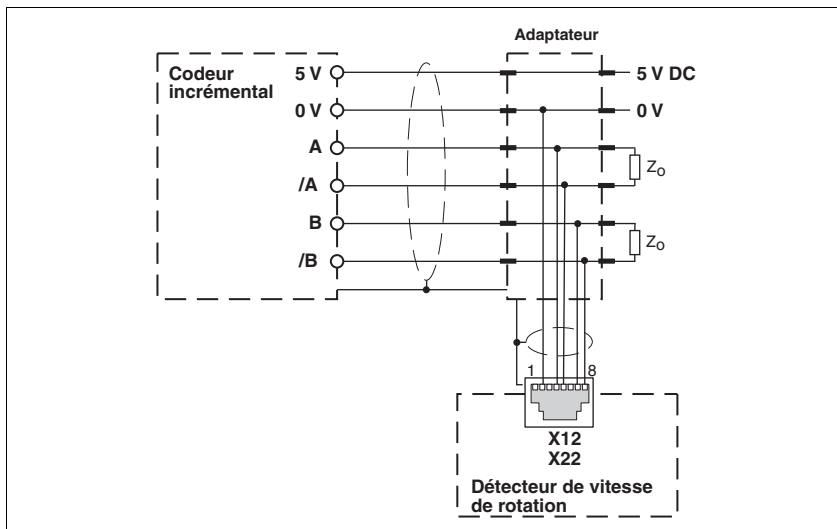 Adaptateur
Codeur
incrémental
5 V
5 V DC
0 V
0 V
A
Zo
/A
B
Zo
/B
1
8
X12
X22
Détecteur de vitesse
de rotation